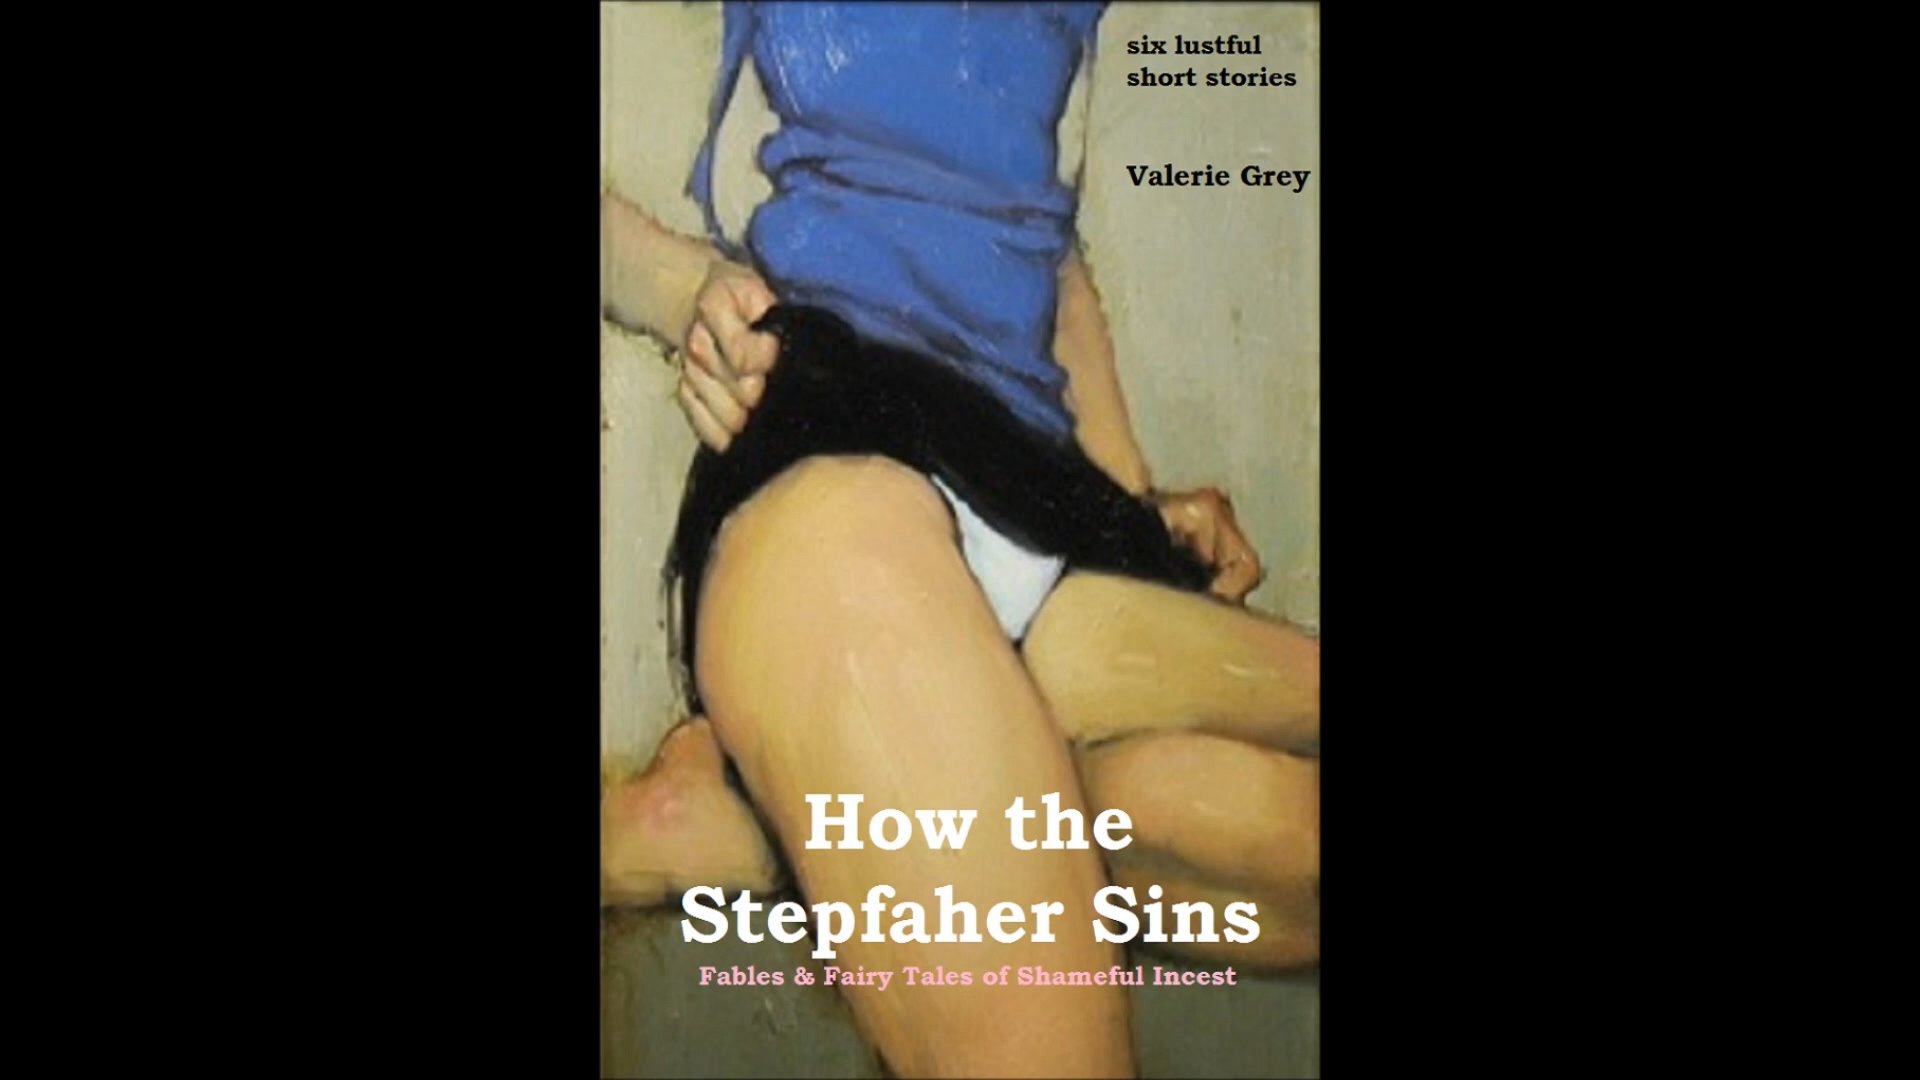 six lustful
short stories
Valerie Grey
How the
Stepfaher Sins
Fables & Fairy Tales of Shameful Incest